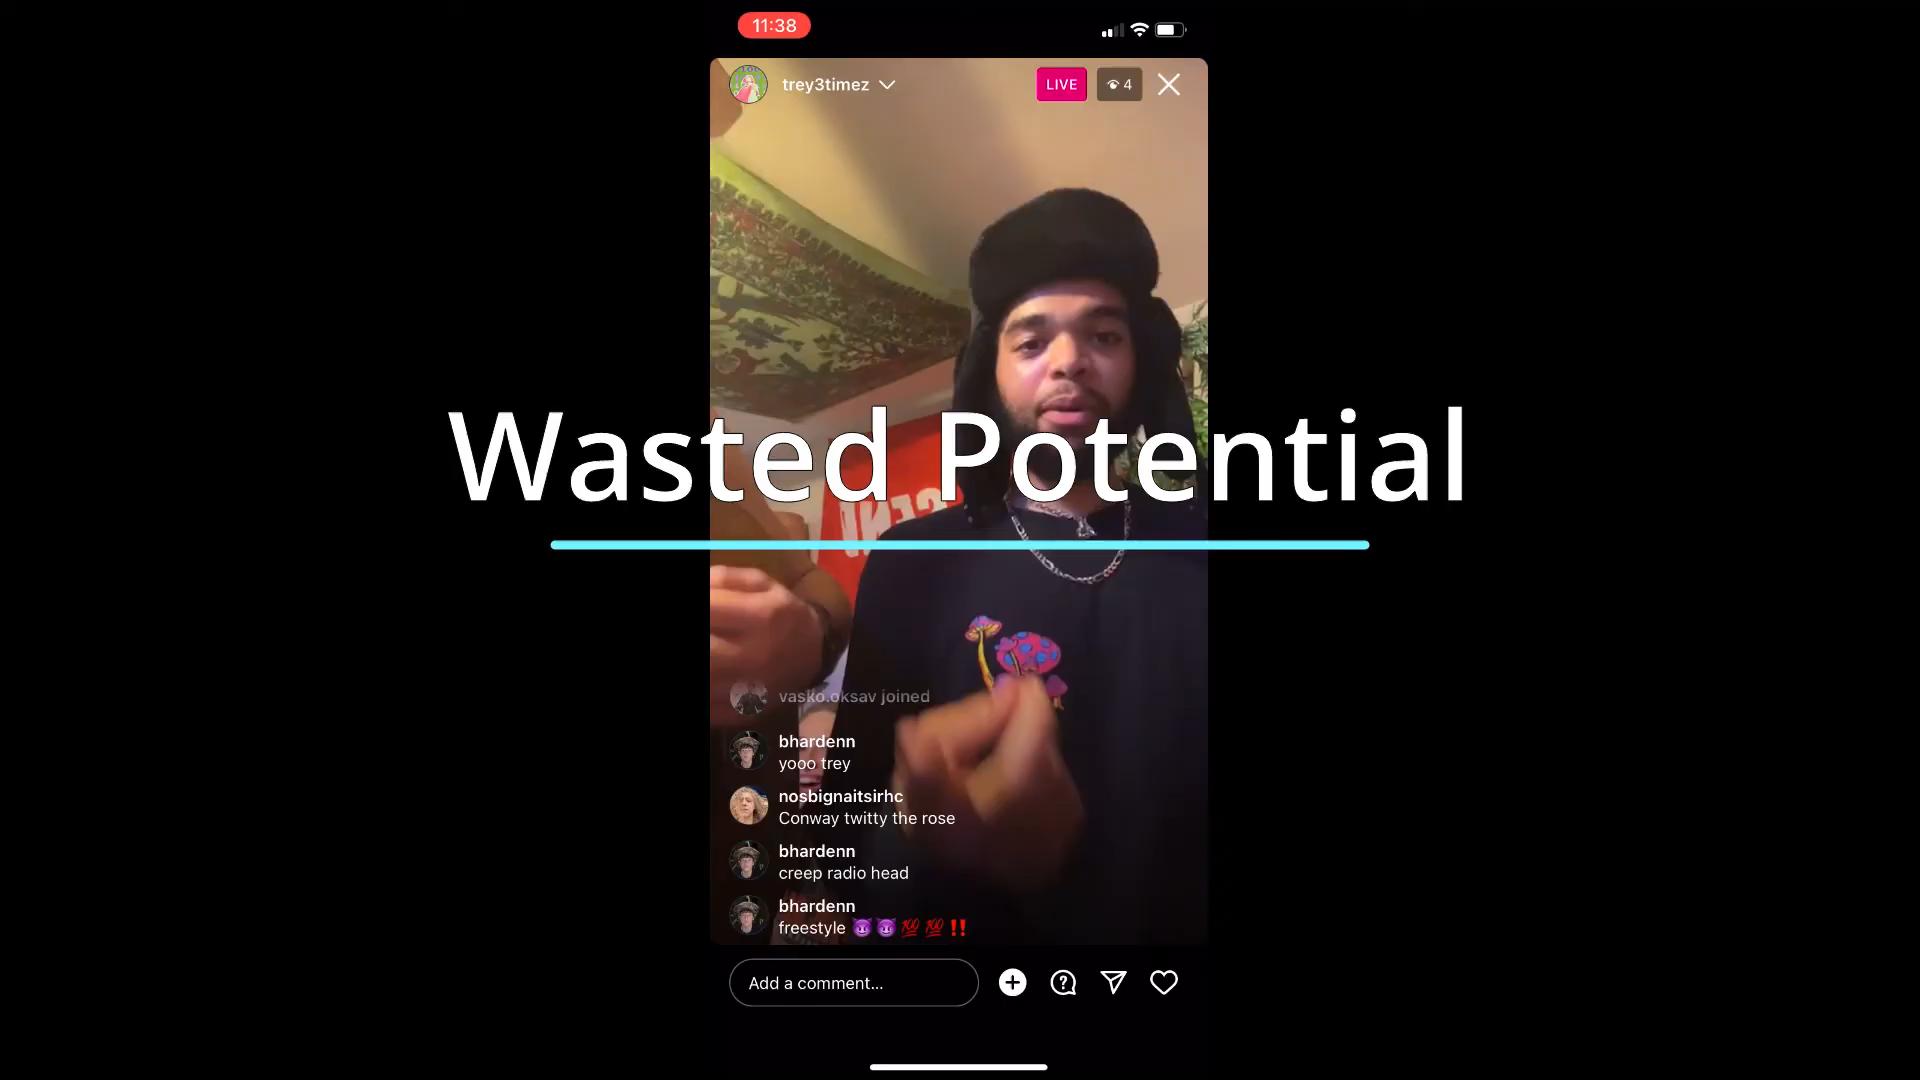 11:38
trey3timez
LIVE
4
Wasted Potential
vasko.oksav joined
bhardenn
yooo trey
nosbignaitsirhc
Conway twitty the rose
bhardenn
creep radio head
bhardenn
freestyle 😈😈💯💯‼️
Add a comment...